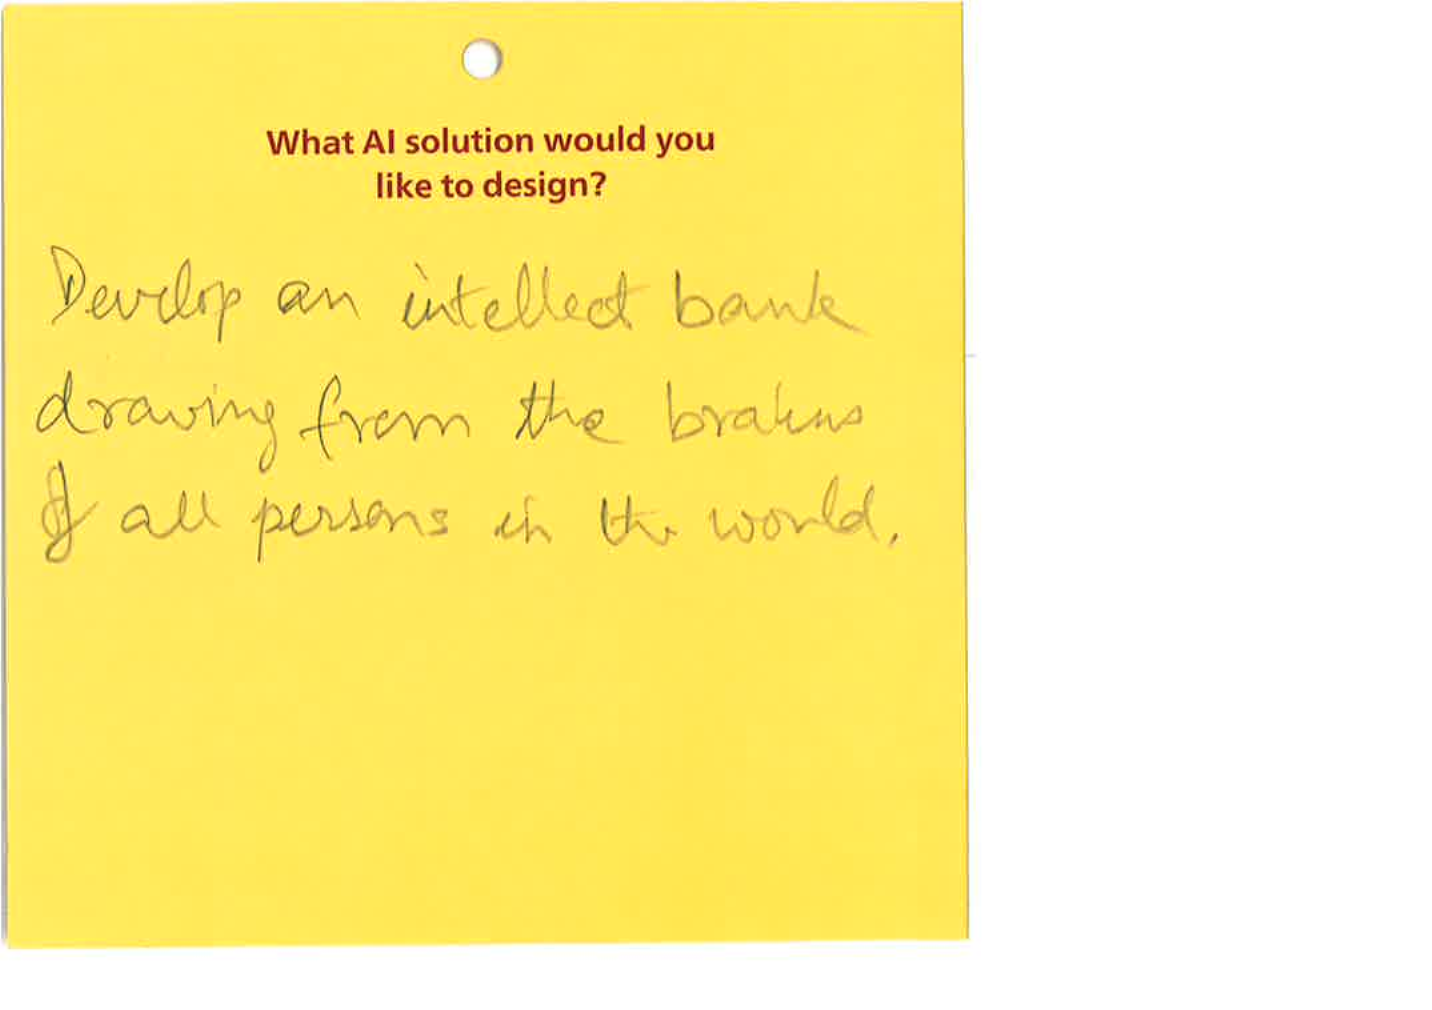 What AI solution would you
like to design?
Develop an intellect bank
drawing from the brains
of all persons in the world.